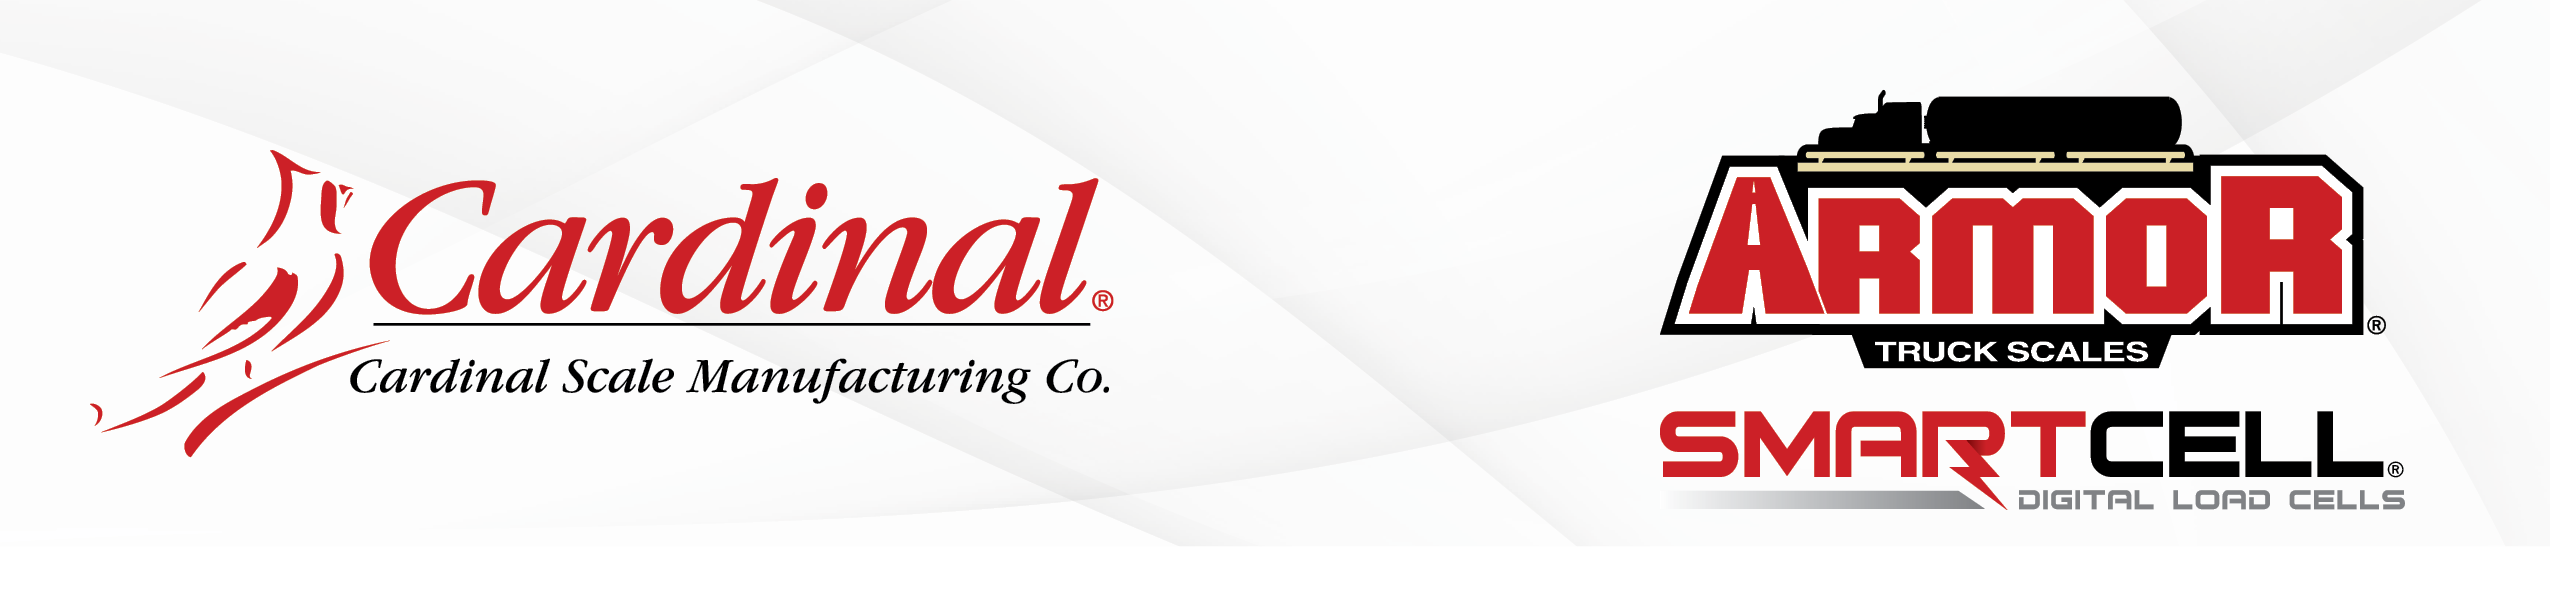 Cardinal®
Cardinal Scale Manufacturing Co.
ARMOR®
TRUCK SCALES
SMARTCELL®
DIGITAL LOAD CELLS